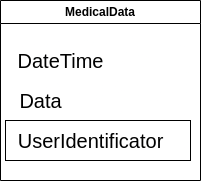 MedicalData
DateTime
Data
UserIdentificator